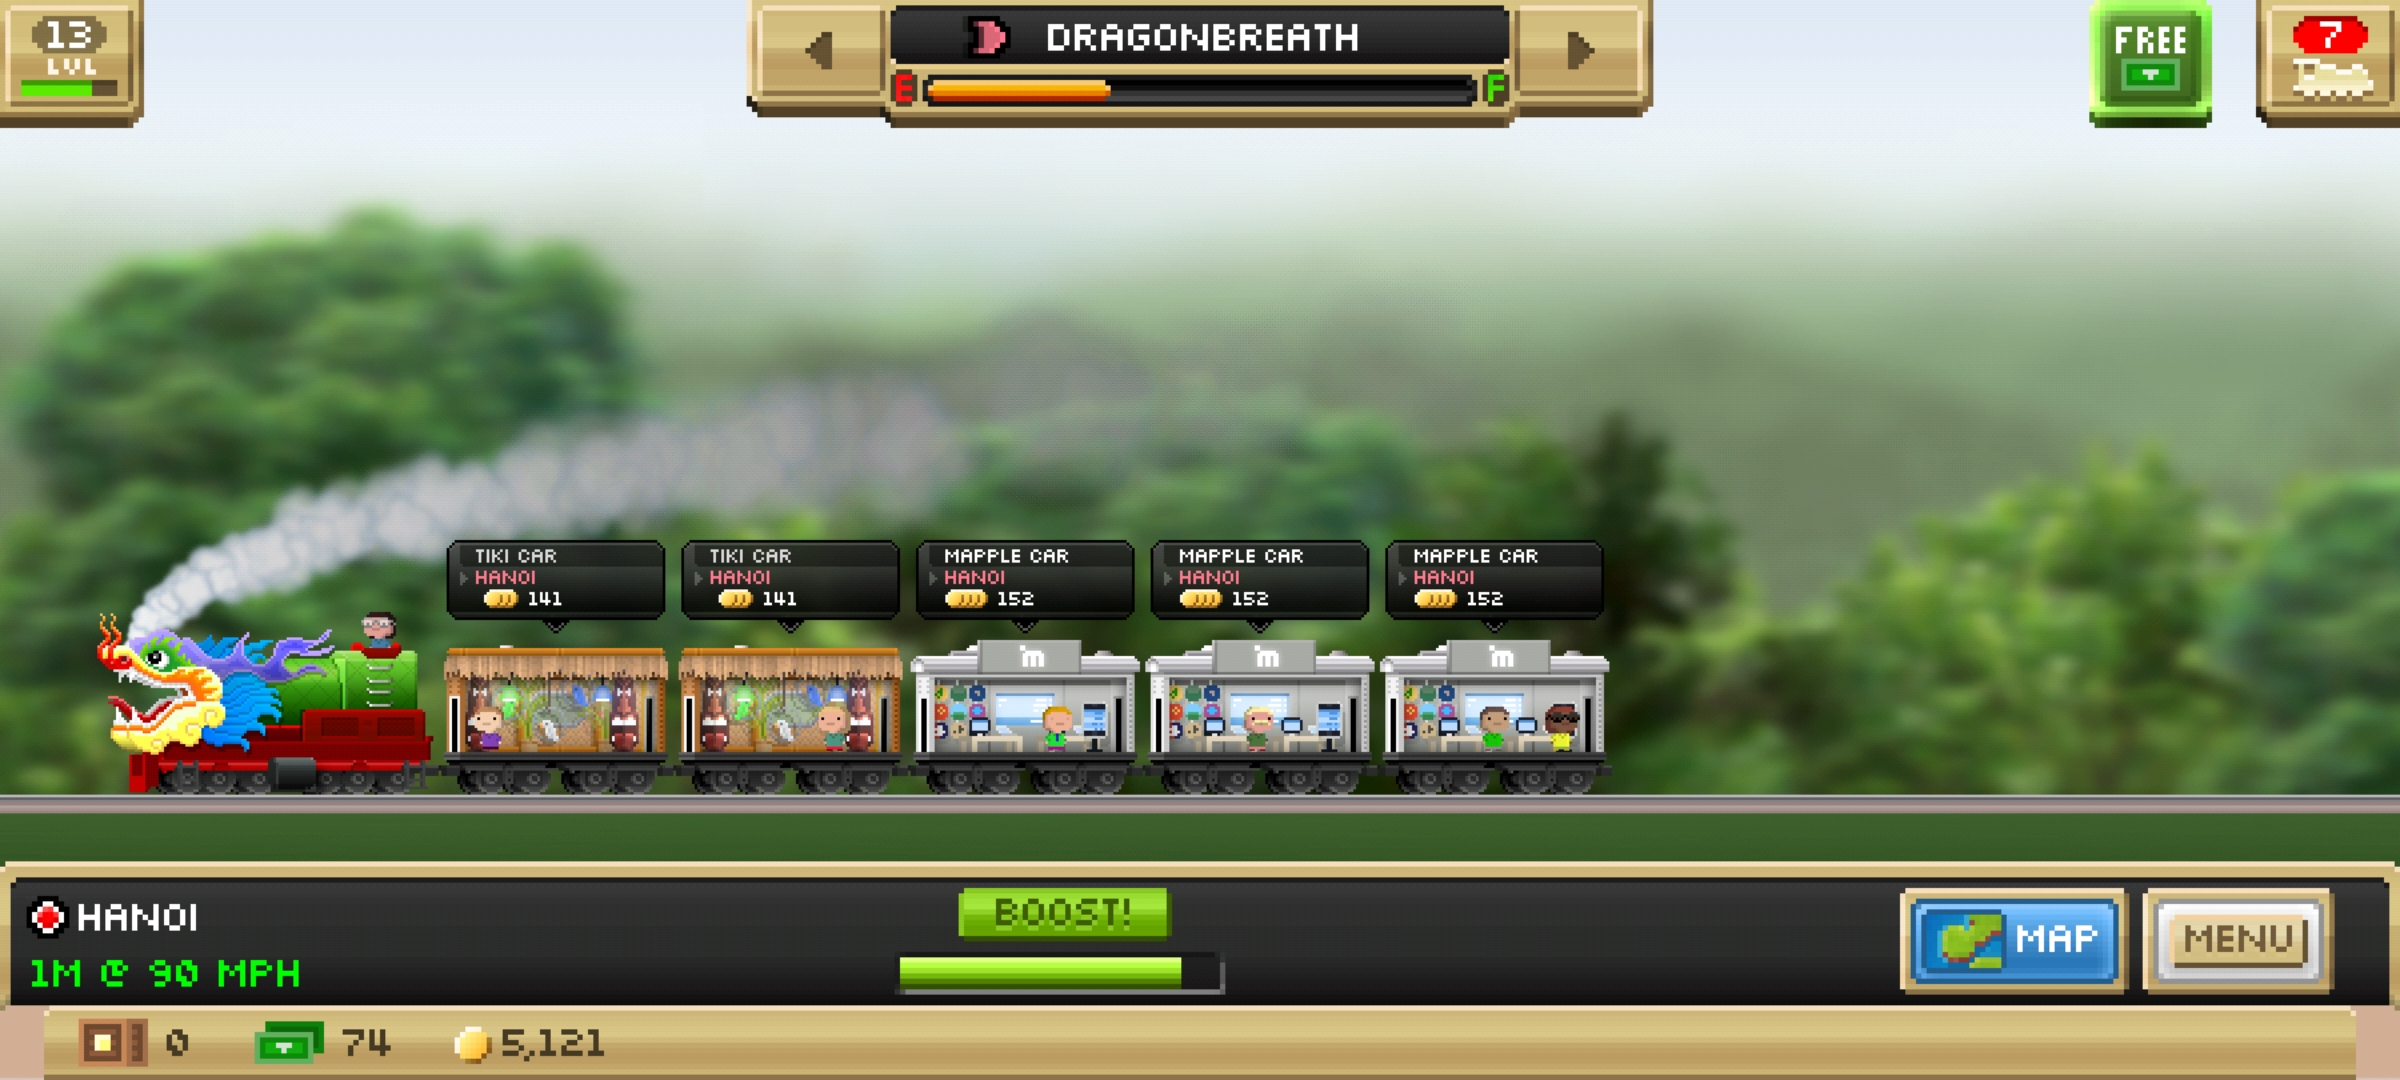 13
LVL
DRAGONBREATH
E F
FREE
7
TIKI CAR
HANOI
141
TIKI CAR
HANOI
141
MAPPLE CAR
HANOI
152
MAPPLE CAR
HANOI
152
MAPPLE CAR
HANOI
152
m
m
m
HANOI
1M @ 90 MPH
BOOST!
MAP
MENU
0
74
5,121